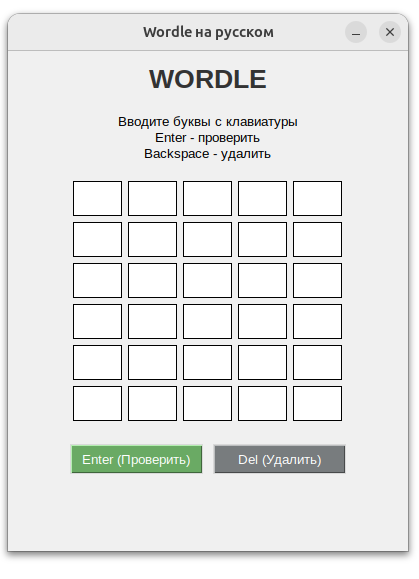 Wordle на русском
WORDLE
Вводите буквы с клавиатуры
Enter - проверить
Backspace - удалить
Enter (Проверить)
Del (Удалить)